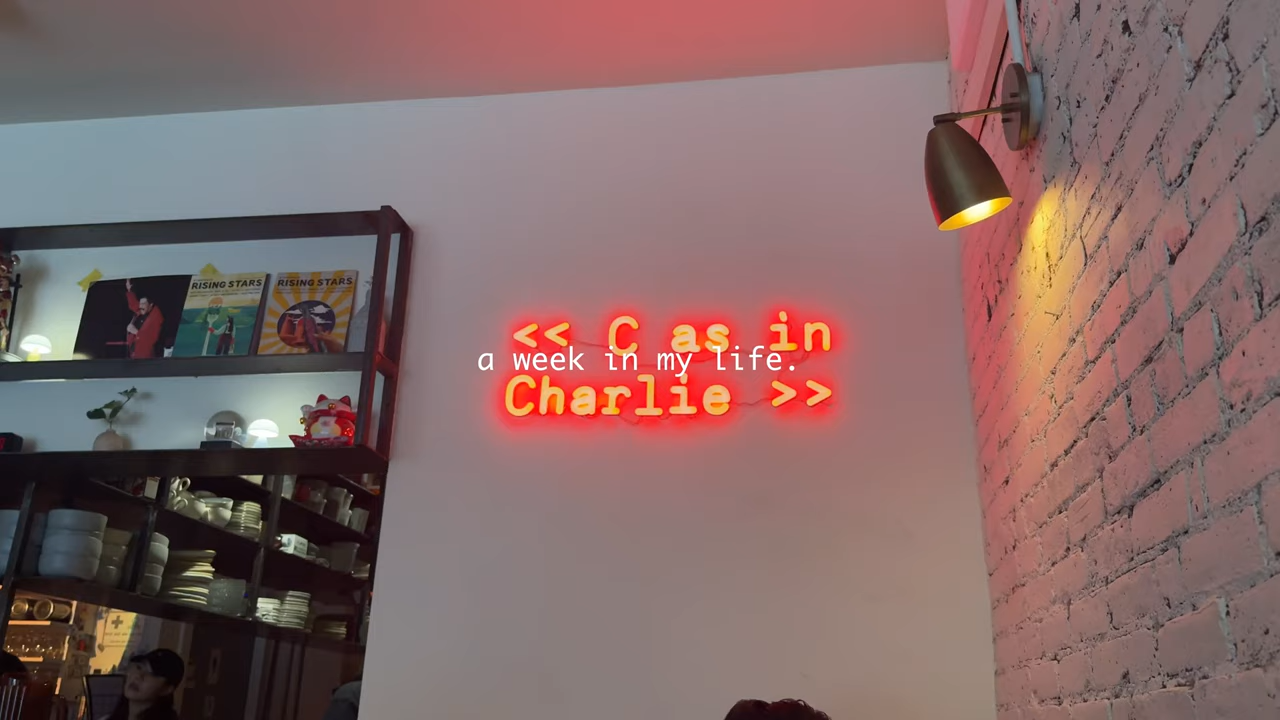 RISING STARS
RISING STARS
<< C as in
a week in my life.
Charlie >>